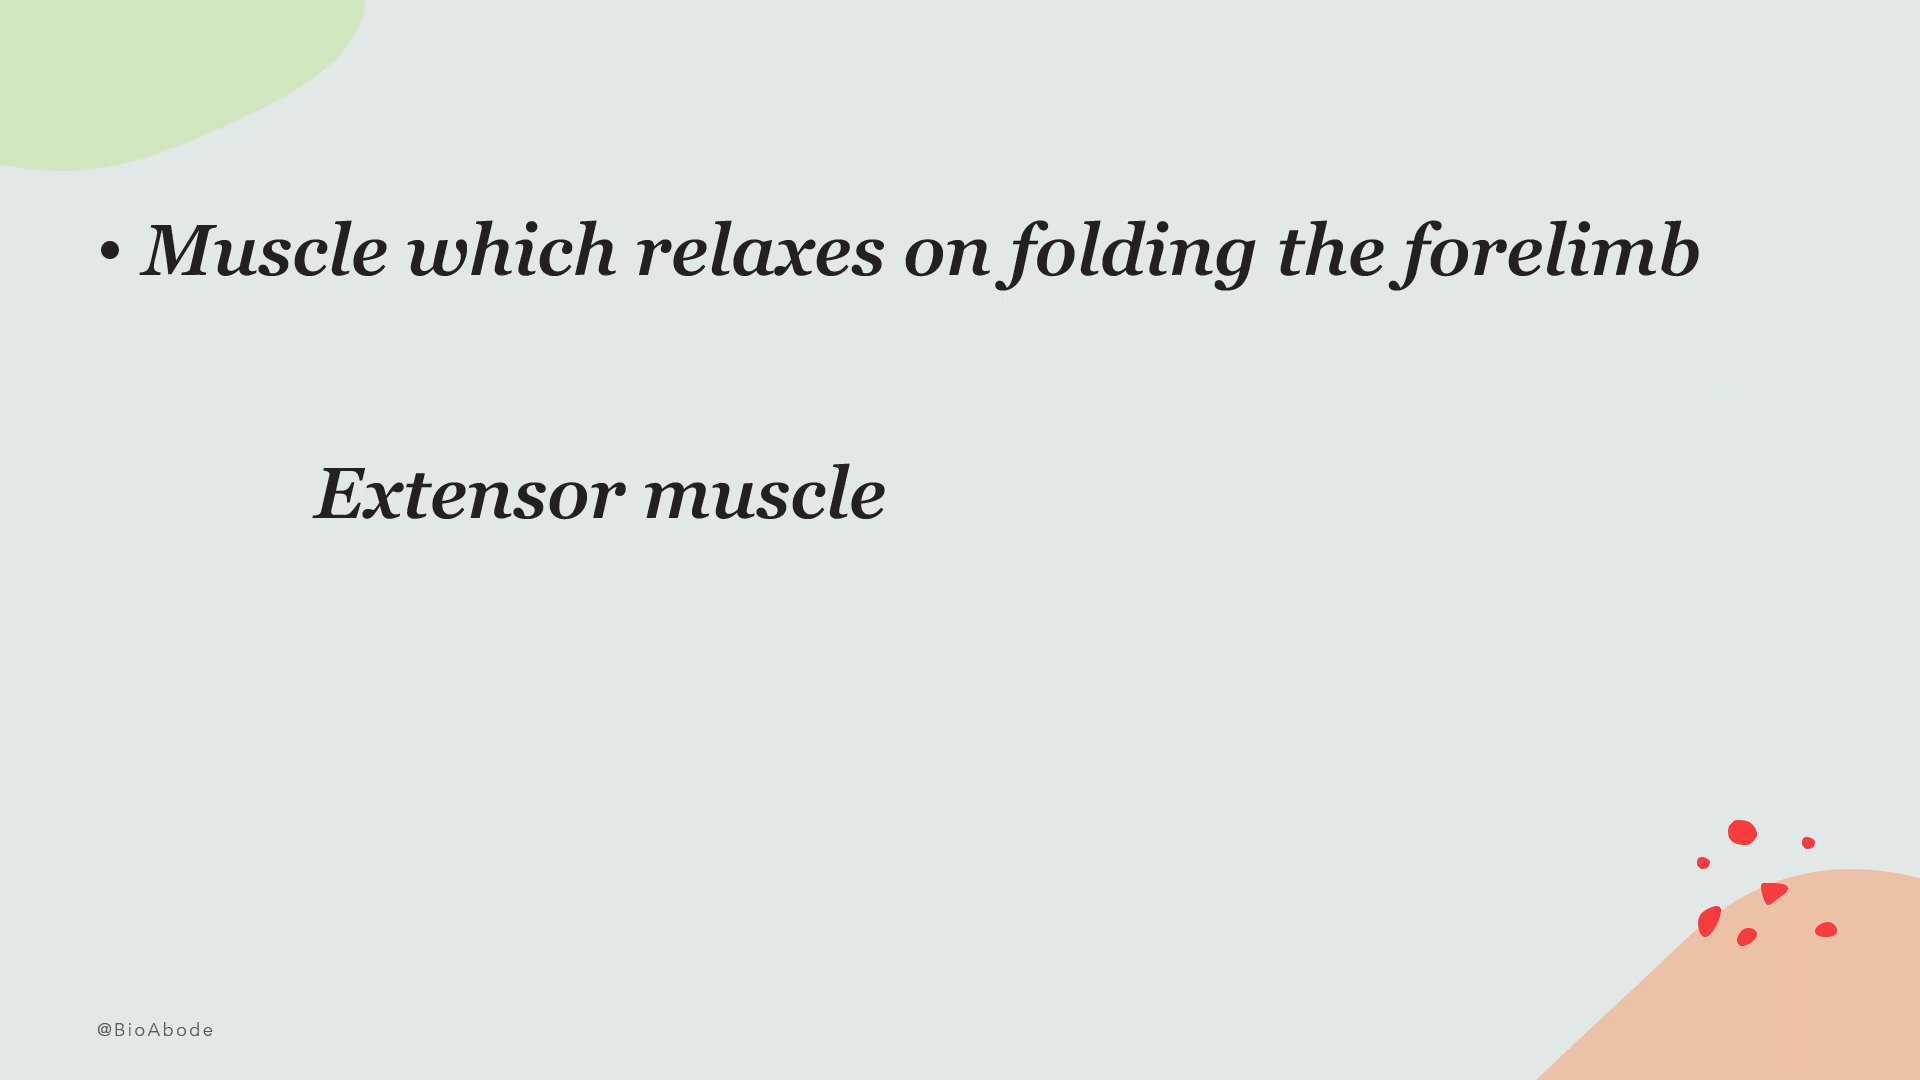 • Muscle which relaxes on folding the forelimb
Extensor muscle
@BioAbode